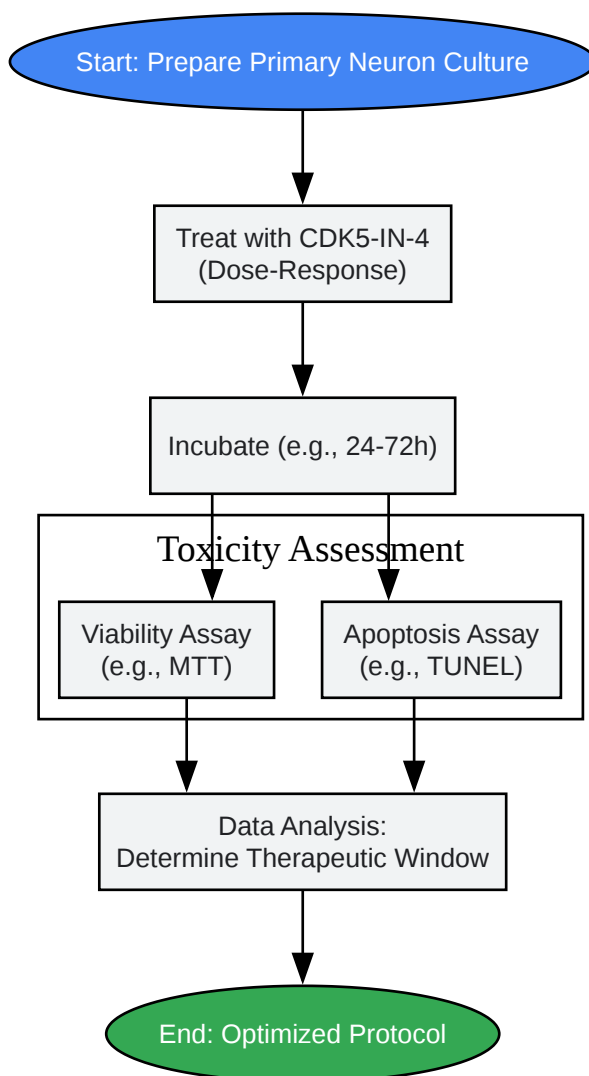 Start: Prepare Primary Neuron Culture
Treat with CDK5-IN-4
(Dose-Response)
Incubate (e.g., 24-72h)
Toxicity Assessment
Viability Assay
(e.g., MTT)
Apoptosis Assay
(e.g., TUNEL)
Data Analysis:
Determine Therapeutic Window
End: Optimized Protocol